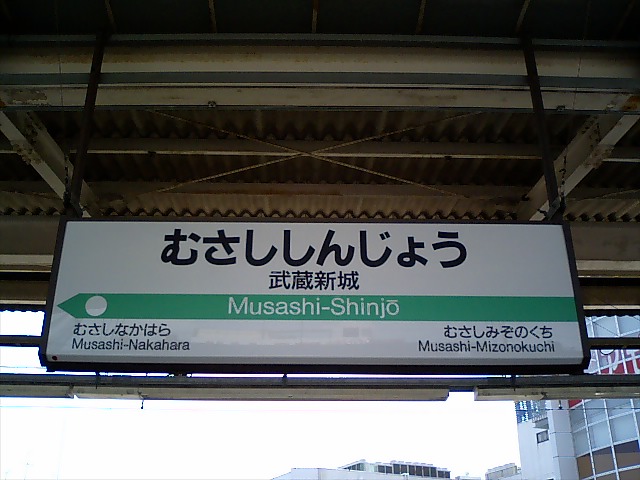 むさししんじょう
武蔵新城
Musashi-Shinjō
むさしなかはら
Musashi-Nakahara
むさしみぞのくち
Musashi-Mizonokuchi